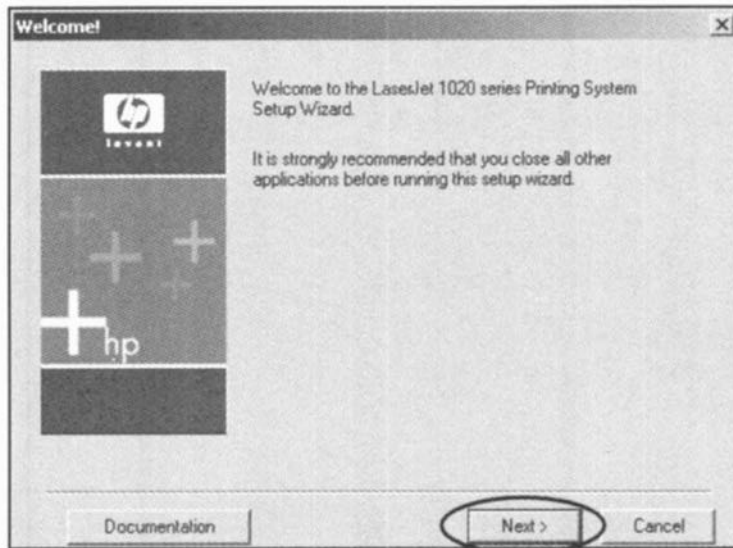 Welcome!
hp
invent
Welcome to the LaserJet 1020 series Printing System
Setup Wizard.
It is strongly recommended that you close all other
applications before running this setup wizard.
hp
Documentation
Next >
Cancel